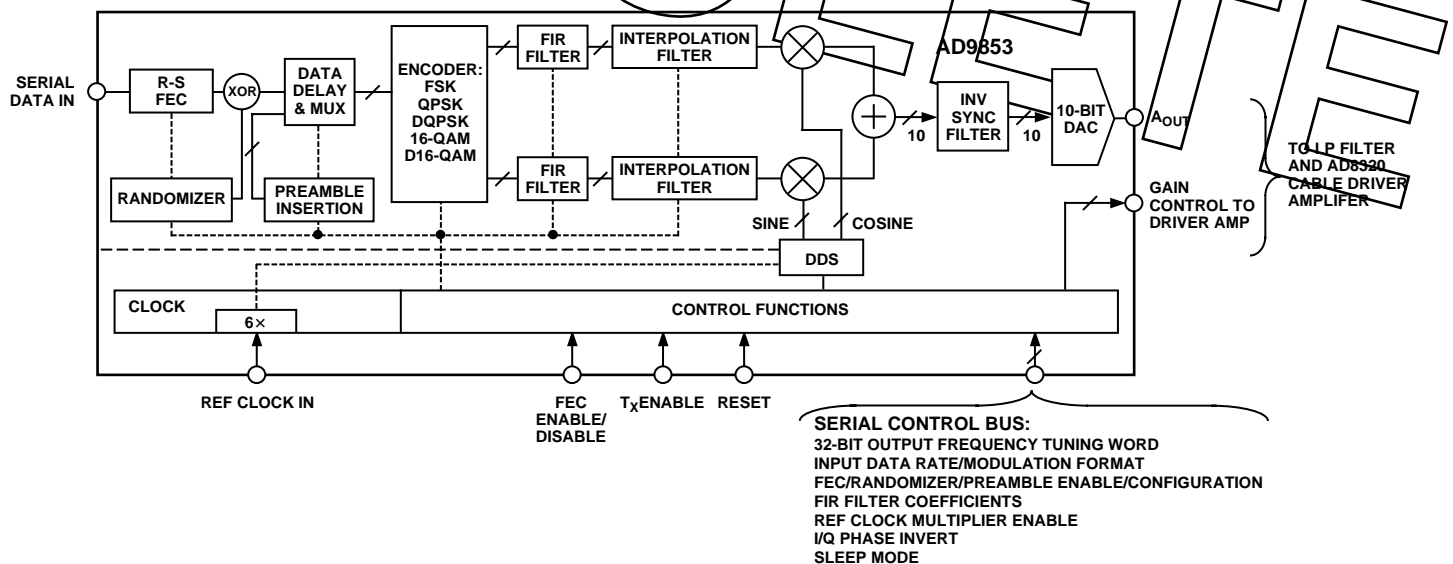 AD9853
SERIAL
DATA IN
R-S
FEC
XOR
DATA
DELAY
& MUX
ENCODER:
FSK
QPSK
DQPSK
16-QAM
D16-QAM
FIR
FILTER
INTERPOLATION
FILTER
FIR
FILTER
INTERPOLATION
FILTER
RANDOMIZER
PREAMBLE
INSERTION
+
10
INV
SYNC
FILTER
10
10-BIT
DAC
AOUT
TO LP FILTER
AND AD8320
CABLE DRIVER
AMPLIFER
GAIN
CONTROL TO
DRIVER AMP
SINE
COSINE
DDS
CLOCK
6×
CONTROL FUNCTIONS
REF CLOCK IN
FEC
ENABLE/
DISABLE
TXENABLE
RESET
SERIAL CONTROL BUS:
32-BIT OUTPUT FREQUENCY TUNING WORD
INPUT DATA RATE/MODULATION FORMAT
FEC/RANDOMIZER/PREAMBLE ENABLE/CONFIGURATION
FIR FILTER COEFFICIENTS
REF CLOCK MULTIPLIER ENABLE
I/Q PHASE INVERT
SLEEP MODE